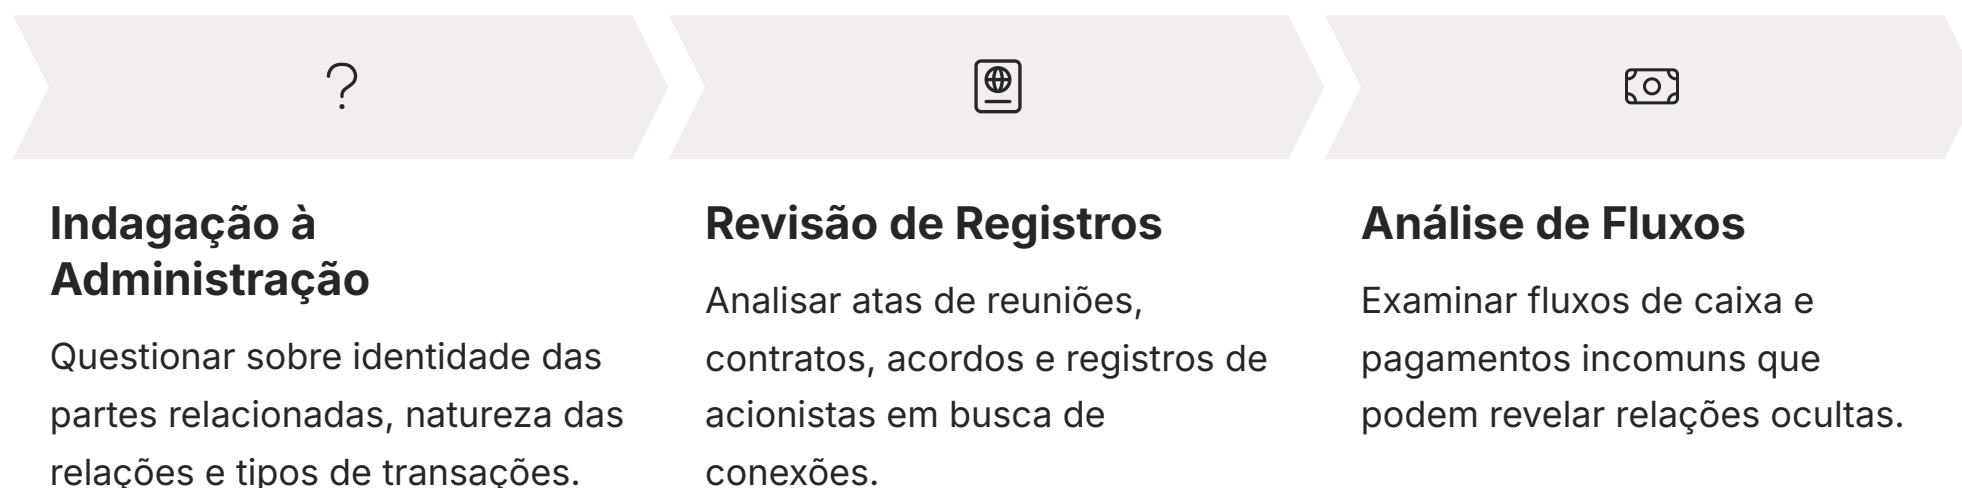 Indagação à
Administração
Questionar sobre identidade das
partes relacionadas, natureza das
relações e tipos de transações.
Revisão de Registros
Analisar atas de reuniões,
contratos, acordos e registros de
acionistas em busca de
conexões.
Análise de Fluxos
Examinar fluxos de caixa e
pagamentos incomuns que
podem revelar relações ocultas.